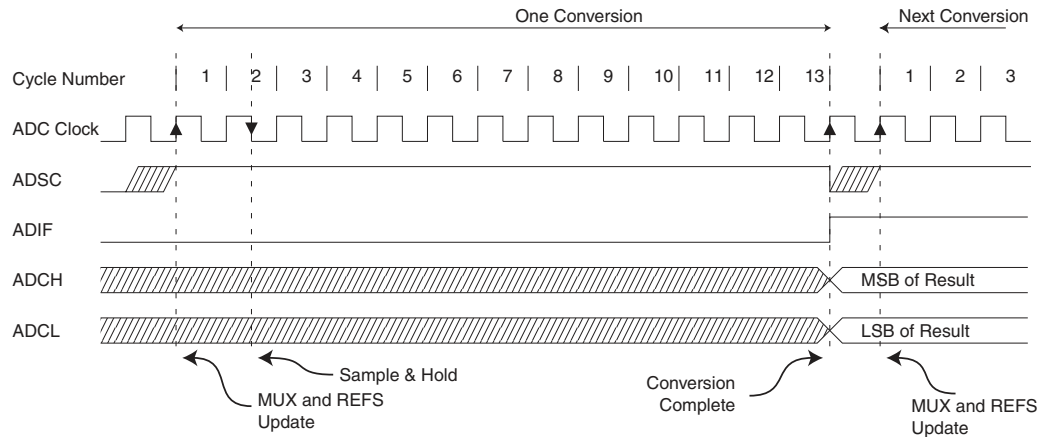 One Conversion
Next Conversion
Cycle Number
1 2 3 4 5 6 7 8 9 10 11 12 13 1 2 3
ADC Clock
ADSC
ADIF
ADCH
MSB of Result
ADCL
LSB of Result
Sample & Hold
MUX and REFS
Update
Conversion
Complete
MUX and REFS
Update